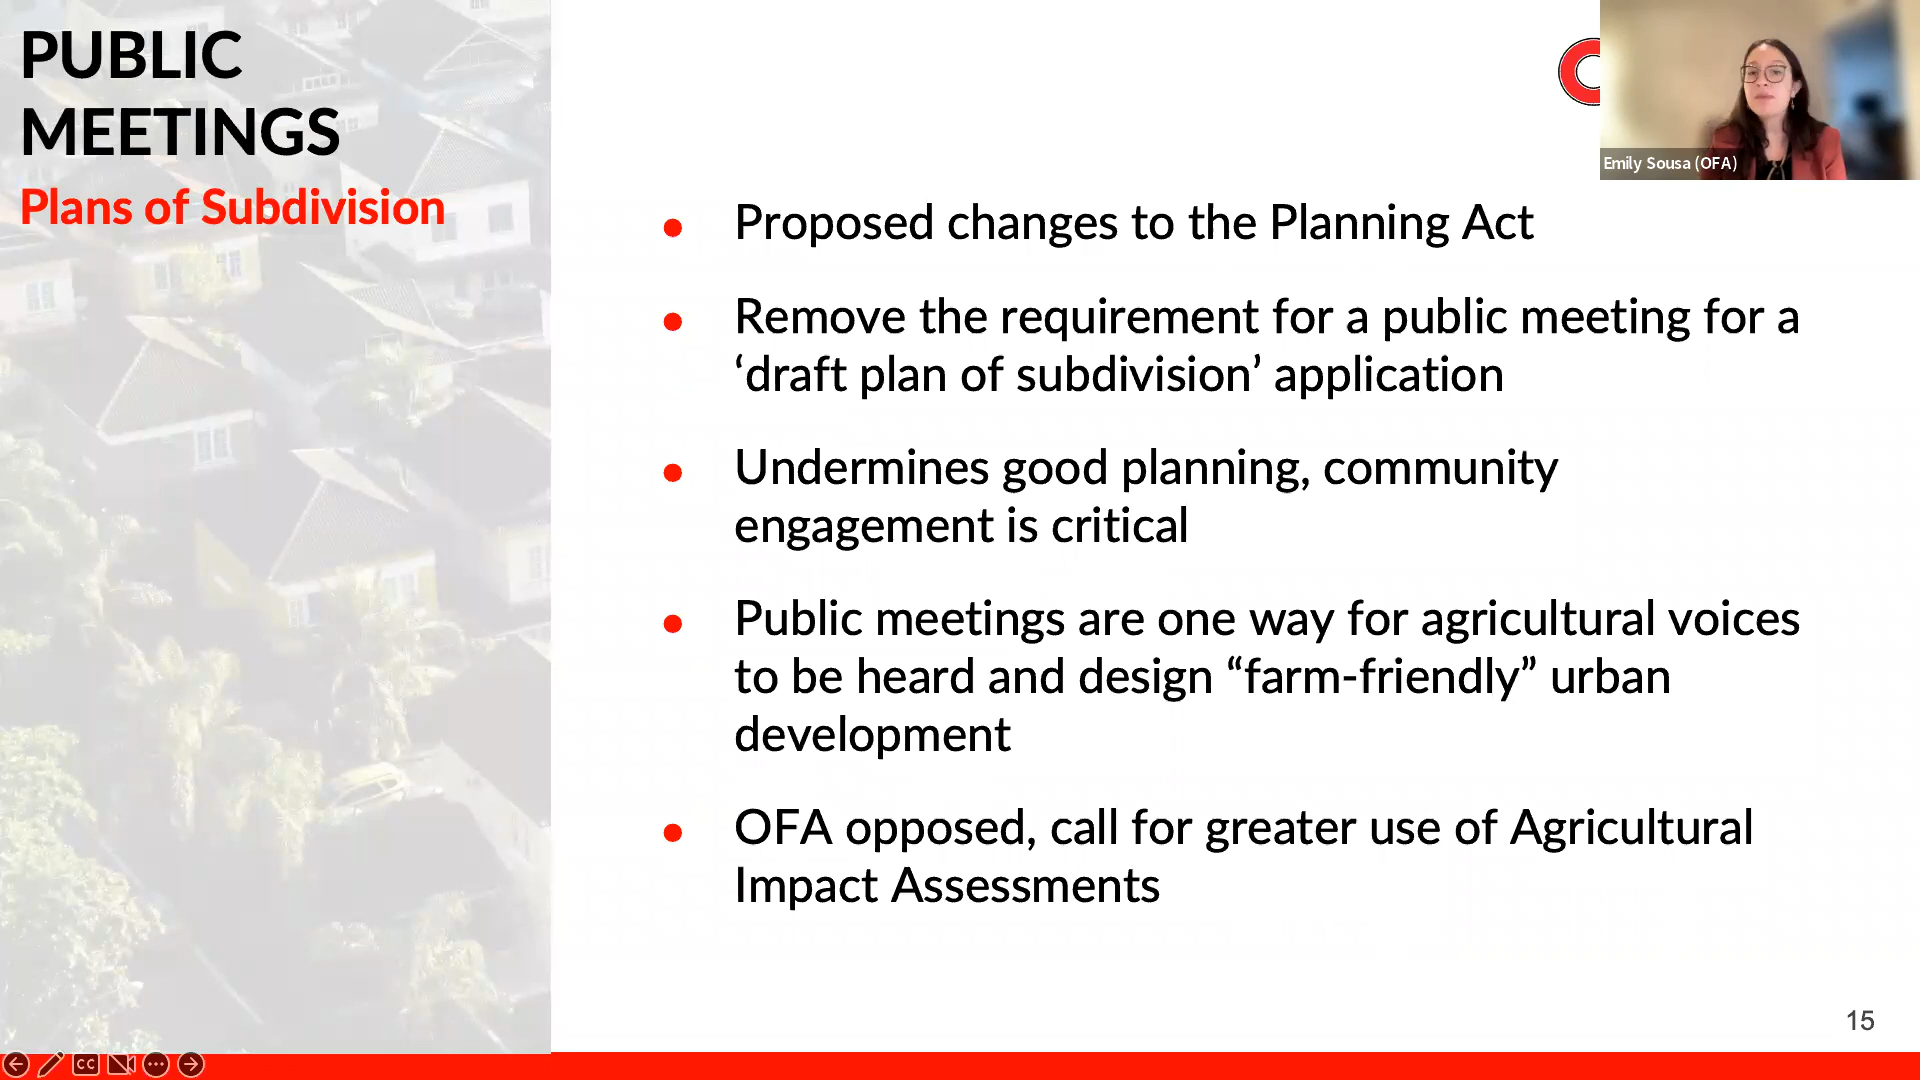 PUBLIC
MEETINGS
Plans of Subdivision
Emily Sousa (OFA)
• Proposed changes to the Planning Act
• Remove the requirement for a public meeting for a
‘draft plan of subdivision’ application
• Undermines good planning, community
engagement is critical
• Public meetings are one way for agricultural voices
to be heard and design “farm-friendly” urban
development
• OFA opposed, call for greater use of Agricultural
Impact Assessments
15
CC